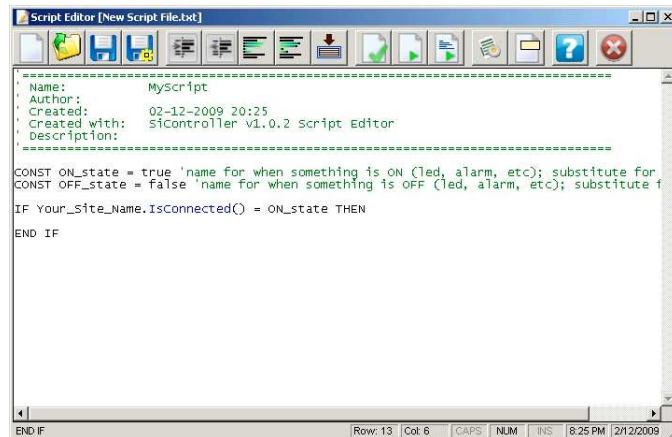 Script Editor [New Script File.txt]
'=====================================================================
' Name: MyScript
' Author:
' Created: 02-12-2009 20:25
' Created with: SiController v1.0.2 Script Editor
' Description:
'=====================================================================
CONST ON_state = true 'name for when something is ON (led, alarm, etc); substitute for
CONST OFF_state = false 'name for when something is OFF (led, alarm, etc); substitute f
IF Your_Site_Name.IsConnected() = ON_state THEN
END IF
END IF Row: 13 Col: 6 CAPS NUM INS 8:25 PM 2/12/2009